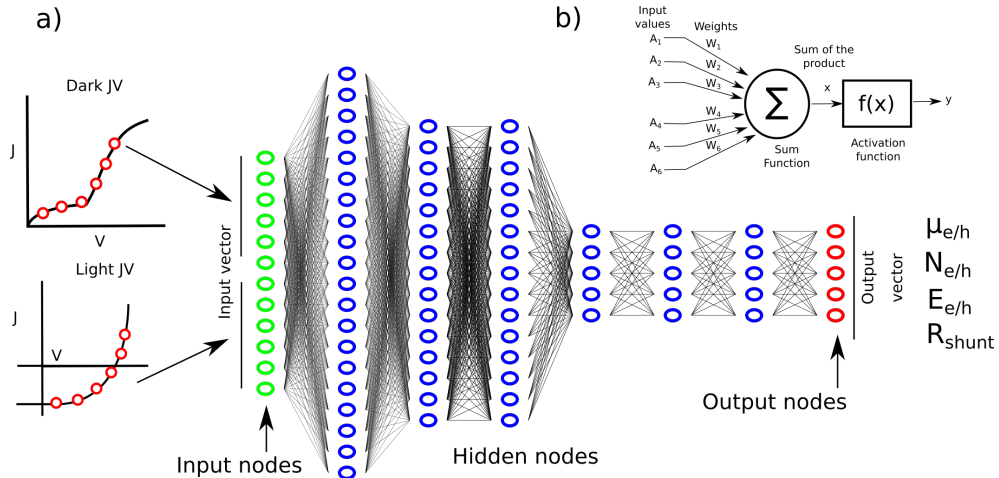 a)
Dark JV
J
V
Light JV
J
V
Input vector
Input nodes
Hidden nodes
Output nodes
Output
vector
μe/h
Ne/h
Ee/h
Rshunt
b)
Input
values
Weights
A1
A2
A3
A4
A5
A6
W1
W2
W3
W4
W5
W6
Σ
Sum
Function
Sum of the
product
x
f(x)
y
Activation
function